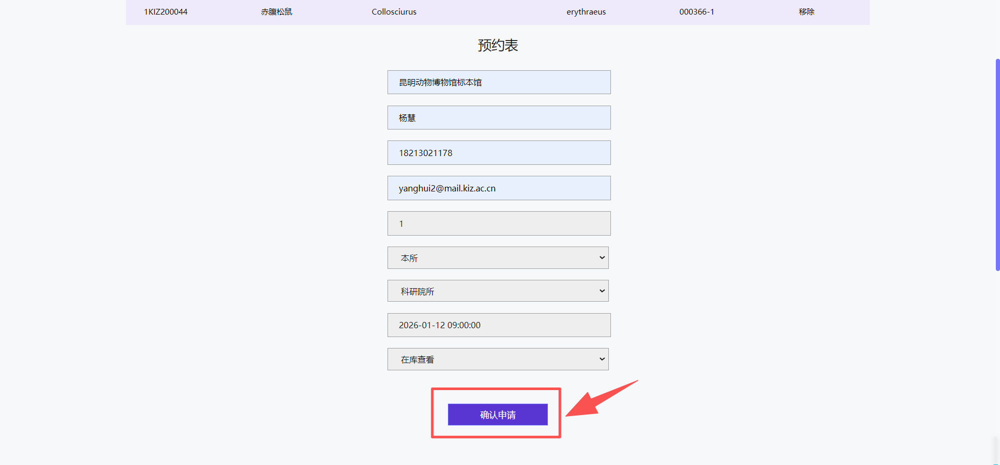 1KIZ200044 赤腹松鼠 Collosciurus erythraeus 000366-1 移除
预约表
昆明动物博物馆标本馆
杨慧
18213021178
yanghui2@mail.kiz.ac.cn
1
本所
科研院所
2026-01-12 09:00:00
在库查看
确认申请